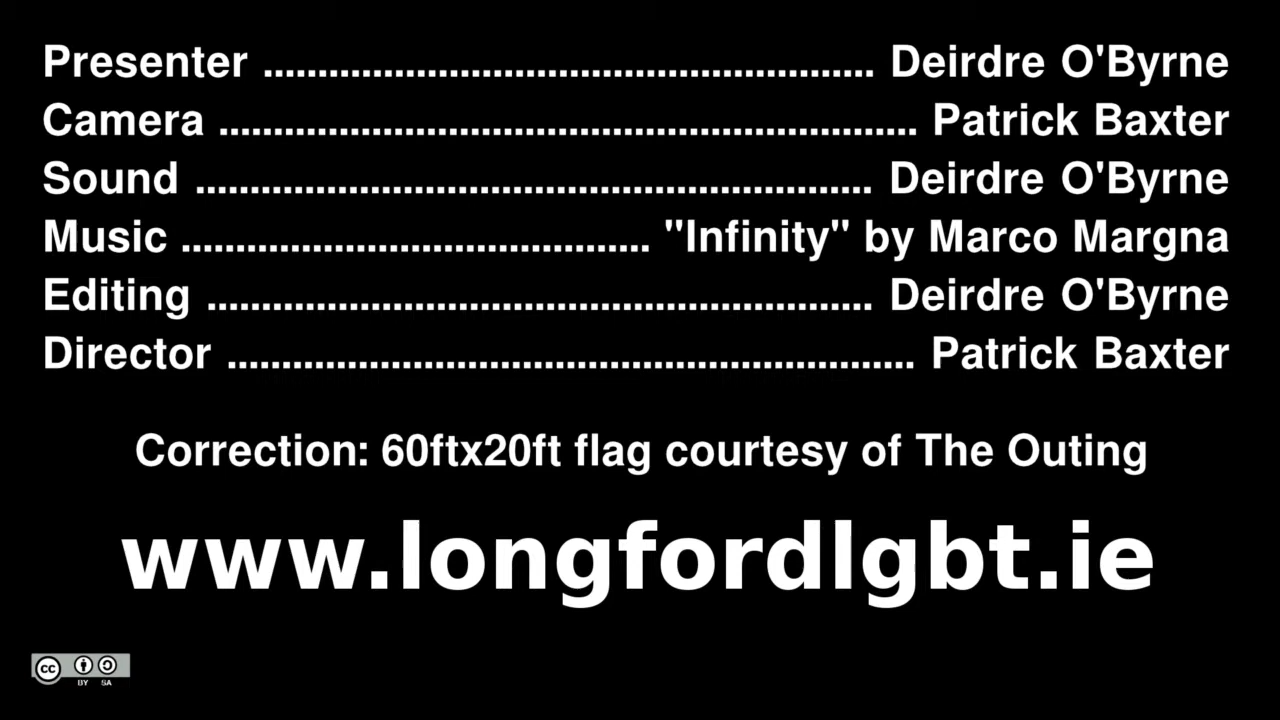 Presenter ......................................................... Deirdre O'Byrne
Camera ................................................................. Patrick Baxter
Sound ............................................................... Deirdre O'Byrne
Music ............................................ "Infinity" by Marco Margna
Editing .............................................................. Deirdre O'Byrne
Director ................................................................ Patrick Baxter
Correction: 60ftx20ft flag courtesy of The Outing
www.longfordlgbt.ie
cc BY SA